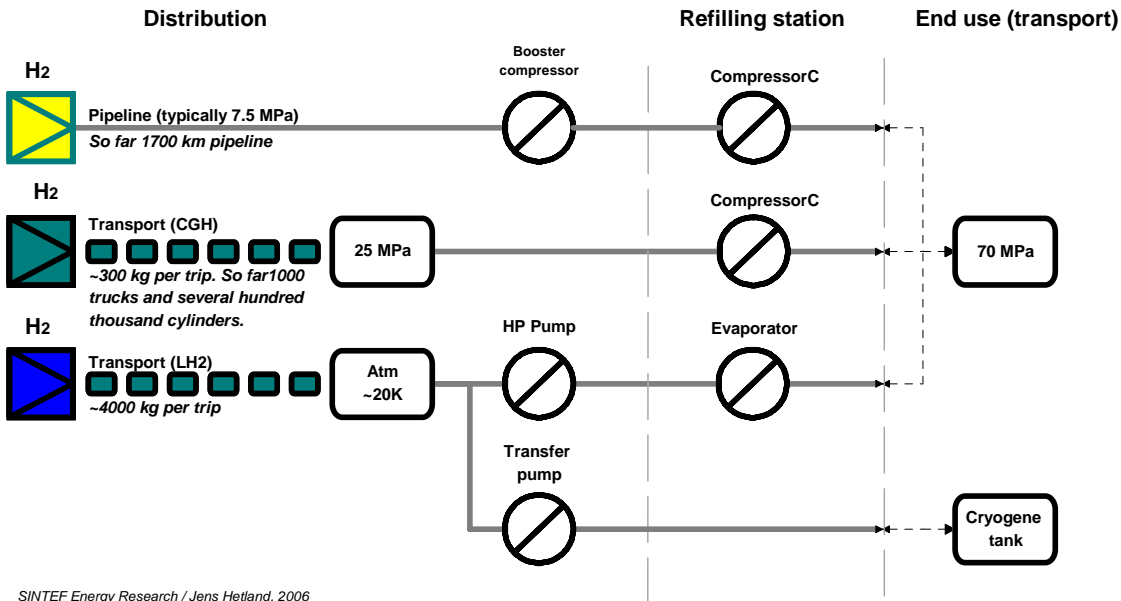 Distribution
Refilling station
End use (transport)
H2
Booster
compressor
CompressorC
Pipeline (typically 7.5 MPa)
So far 1700 km pipeline
H2
CompressorC
Transport (CGH)
25 MPa
70 MPa
~300 kg per trip. So far1000
trucks and several hundred
thousand cylinders.
H2
HP Pump
Evaporator
Transport (LH2)
Atm
~20K
~4000 kg per trip
Transfer
pump
Cryogene
tank
SINTEF Energy Research / Jens Hetland, 2006